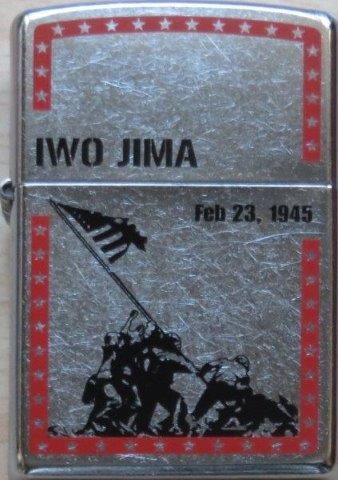 IWO JIMA
Feb 23, 1945